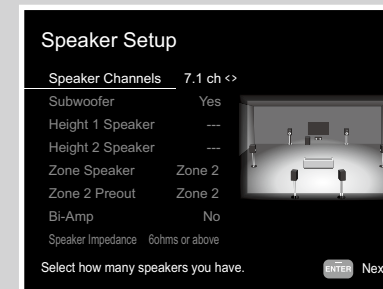 Speaker Setup
Speaker Channels 7.1 ch <>
Subwoofer Yes
Height 1 Speaker ---
Height 2 Speaker ---
Zone Speaker Zone 2
Zone 2 Preout Zone 2
Bi-Amp No
Speaker Impedance 6ohms or above
Select how many speakers you have. ENTER Nex